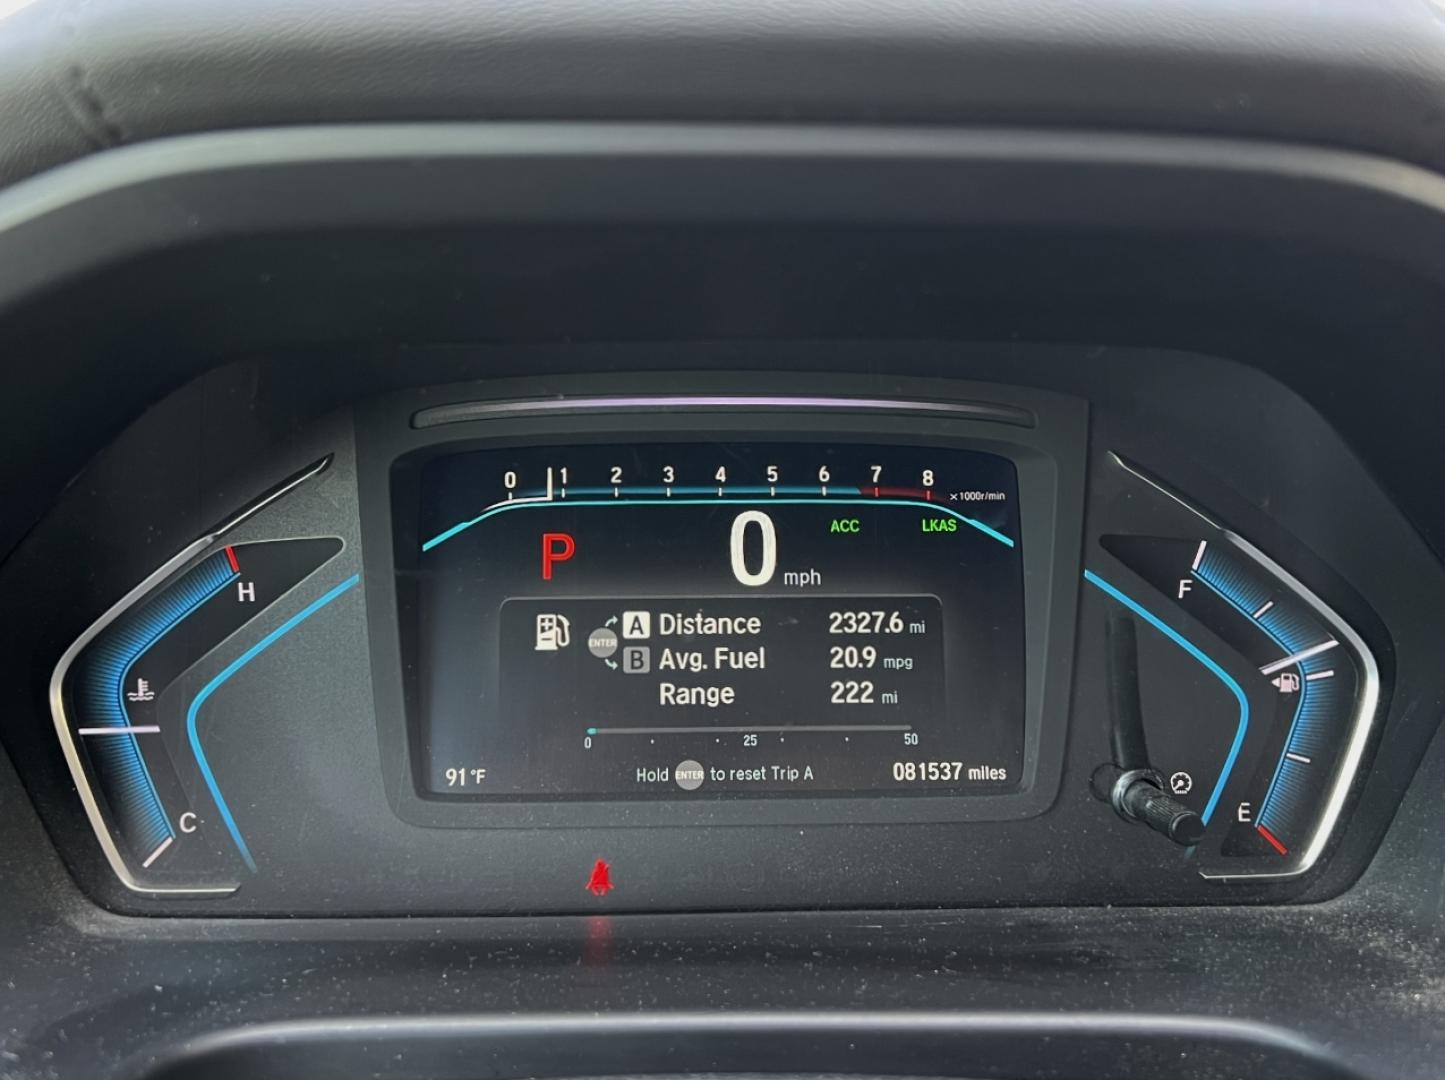 0 1 2 3 4 5 6 7 8 x1000r/min
P 0 mph ACC LKAS
H
F
A Distance 2327.6 mi
ENTER
B Avg. Fuel 20.9 mpg
Range 222 mi
0 25 50
91°F Hold ENTER to reset Trip A 081537 miles
C
E